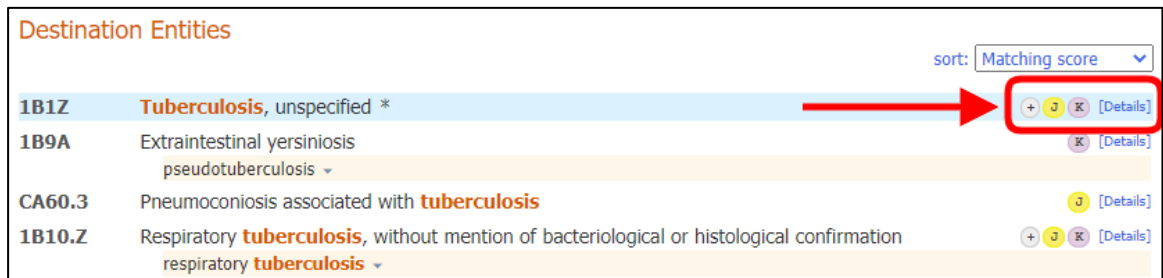 Destination Entities
sort: Matching score
1B1Z Tuberculosis, unspecified * + J K [Details]
1B9A Extraintestinal yersiniosis K [Details]
pseudotuberculosis
CA60.3 Pneumoconiosis associated with tuberculosis J [Details]
1B10.Z Respiratory tuberculosis, without mention of bacteriological or histological confirmation + J K [Details]
respiratory tuberculosis